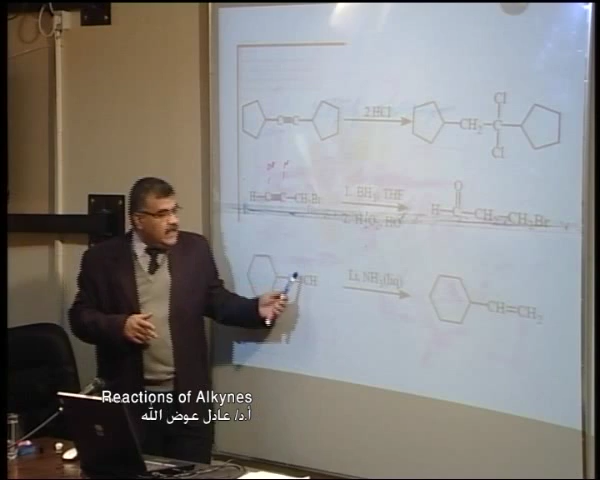 Cl
C≡C
2 HCl
CH₂
C
Cl
O
H-C≡C-CH₂Br
1. BH₃, THF
H
CH₂
CH₂Br
2. H₂O₂, HO⁻
CH
Li, NH₃(liq)
CH=CH₂
Reactions of Alkynes
أ.د/ عادل عوض الله